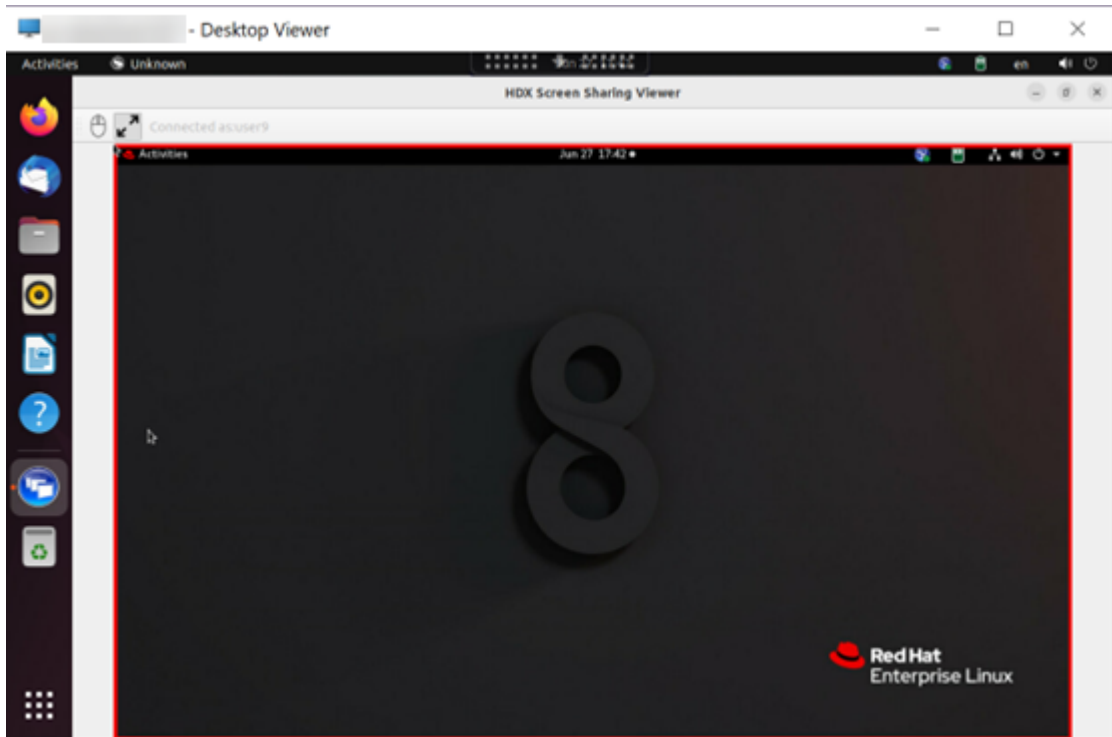 - Desktop Viewer
Activities Unknown en
HDX Screen Sharing Viewer
Connected as:user9
Activities Jun 27 17:42
8
Red Hat
Enterprise Linux